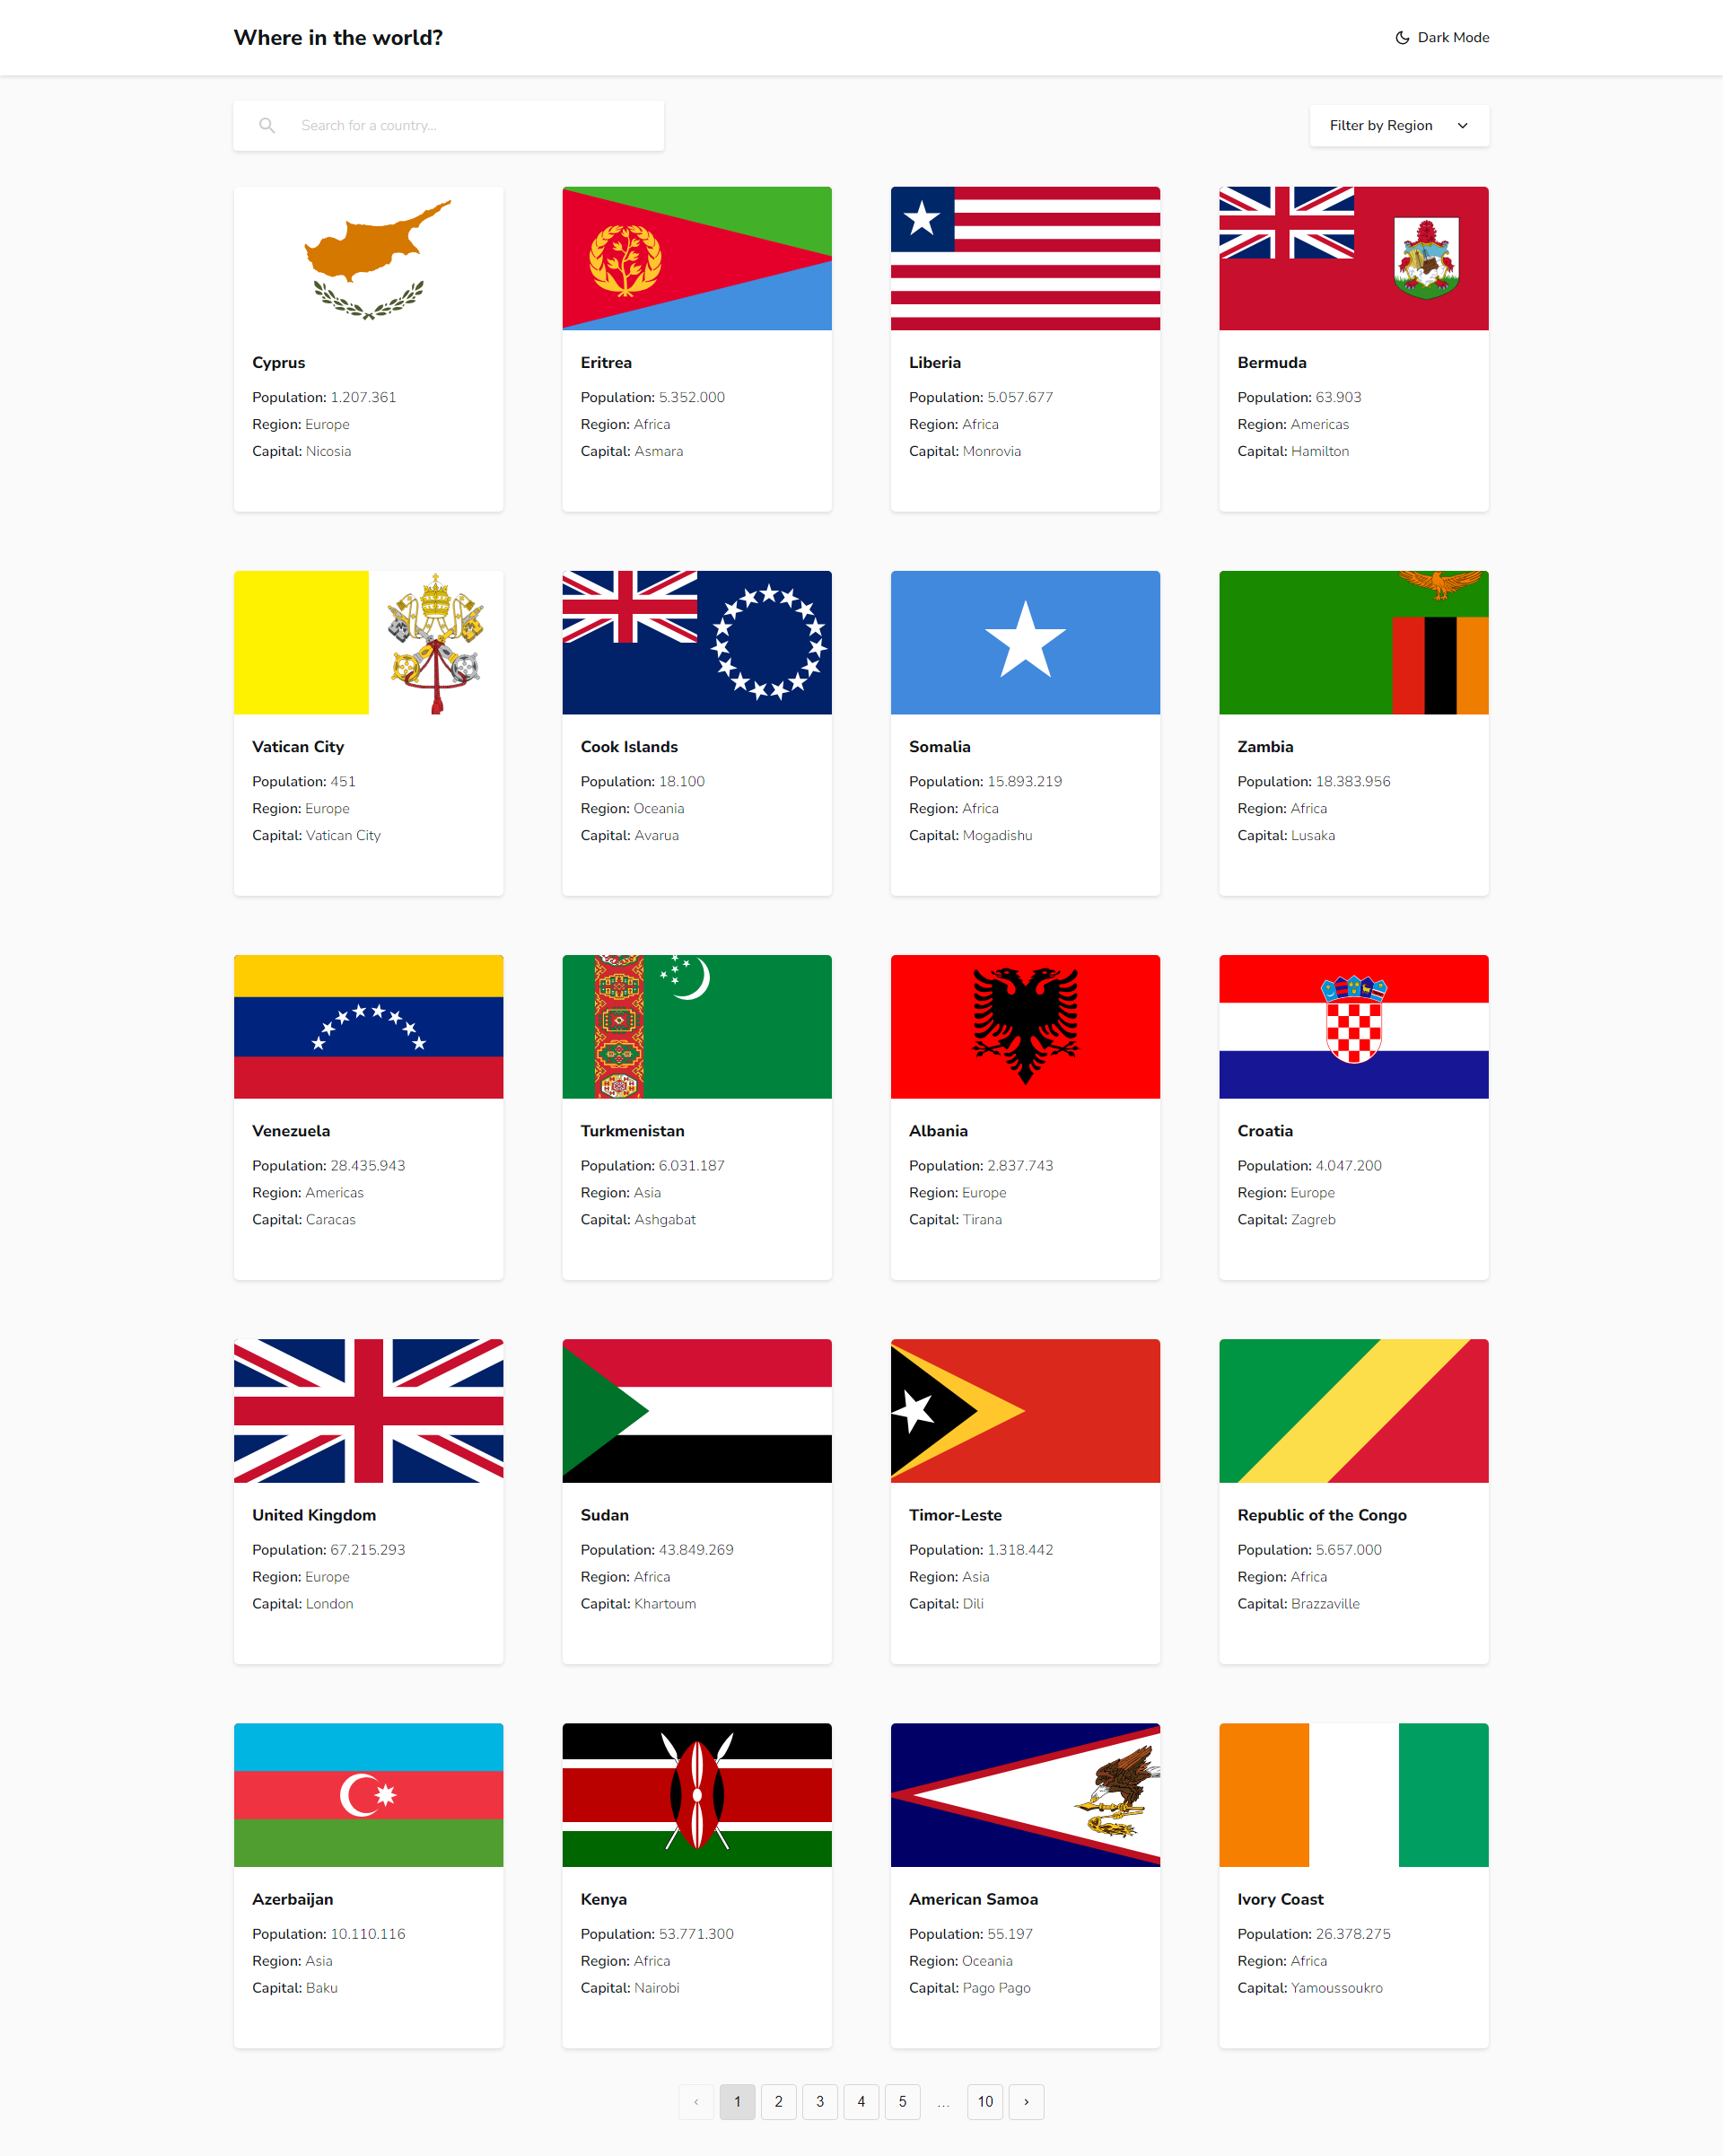 Where in the world?
Dark Mode
Search for a country...
Filter by Region
Cyprus
Population: 1.207.361
Region: Europe
Capital: Nicosia
Eritrea
Population: 5.352.000
Region: Africa
Capital: Asmara
Liberia
Population: 5.057.677
Region: Africa
Capital: Monrovia
Bermuda
Population: 63.903
Region: Americas
Capital: Hamilton
Vatican City
Population: 451
Region: Europe
Capital: Vatican City
Cook Islands
Population: 18.100
Region: Oceania
Capital: Avarua
Somalia
Population: 15.893.219
Region: Africa
Capital: Mogadishu
Zambia
Population: 18.383.956
Region: Africa
Capital: Lusaka
Venezuela
Population: 28.435.943
Region: Americas
Capital: Caracas
Turkmenistan
Population: 6.031.187
Region: Asia
Capital: Ashgabat
Albania
Population: 2.837.743
Region: Europe
Capital: Tirana
Croatia
Population: 4.047.200
Region: Europe
Capital: Zagreb
United Kingdom
Population: 67.215.293
Region: Europe
Capital: London
Sudan
Population: 43.849.269
Region: Africa
Capital: Khartoum
Timor-Leste
Population: 1.318.442
Region: Asia
Capital: Dili
Republic of the Congo
Population: 5.657.000
Region: Africa
Capital: Brazzaville
Azerbaijan
Population: 10.110.116
Region: Asia
Capital: Baku
Kenya
Population: 53.771.300
Region: Africa
Capital: Nairobi
American Samoa
Population: 55.197
Region: Oceania
Capital: Pago Pago
Ivory Coast
Population: 26.378.275
Region: Africa
Capital: Yamoussoukro
‹ 1 2 3 4 5 ... 10 ›